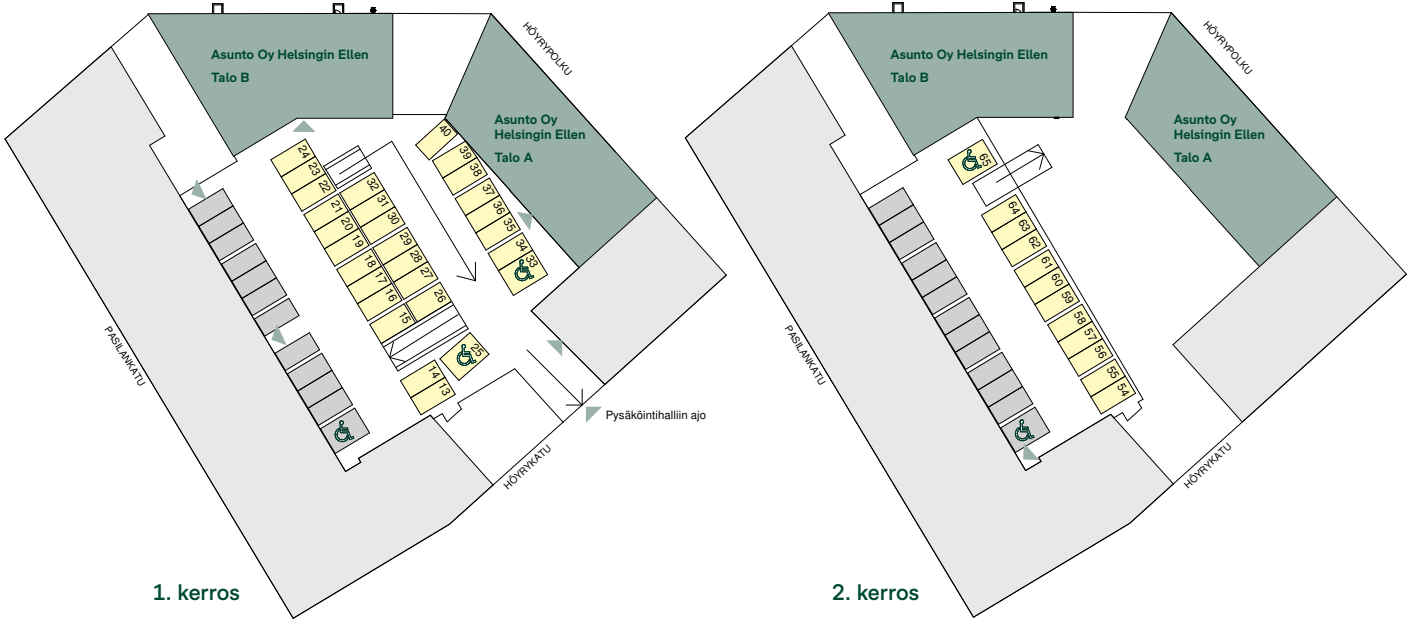 Asunto Oy Helsingin Ellen
Talo B
HÖYRYPOLKU
Asunto Oy
Helsingin Ellen
Talo A
40
39
38
37
36
35
34
33
24
23
22
21
20
19
18
17
16
15
14
13
32
31
30
29
28
27
26
25
PASILANKATU
Pysäköintihalliin ajo
HÖYRYKATU
1. kerros
Asunto Oy Helsingin Ellen
Talo B
HÖYRYPOLKU
Asunto Oy
Helsingin Ellen
Talo A
65
64
63
62
61
60
59
58
57
56
55
54
PASILANKATU
HÖYRYKATU
2. kerros